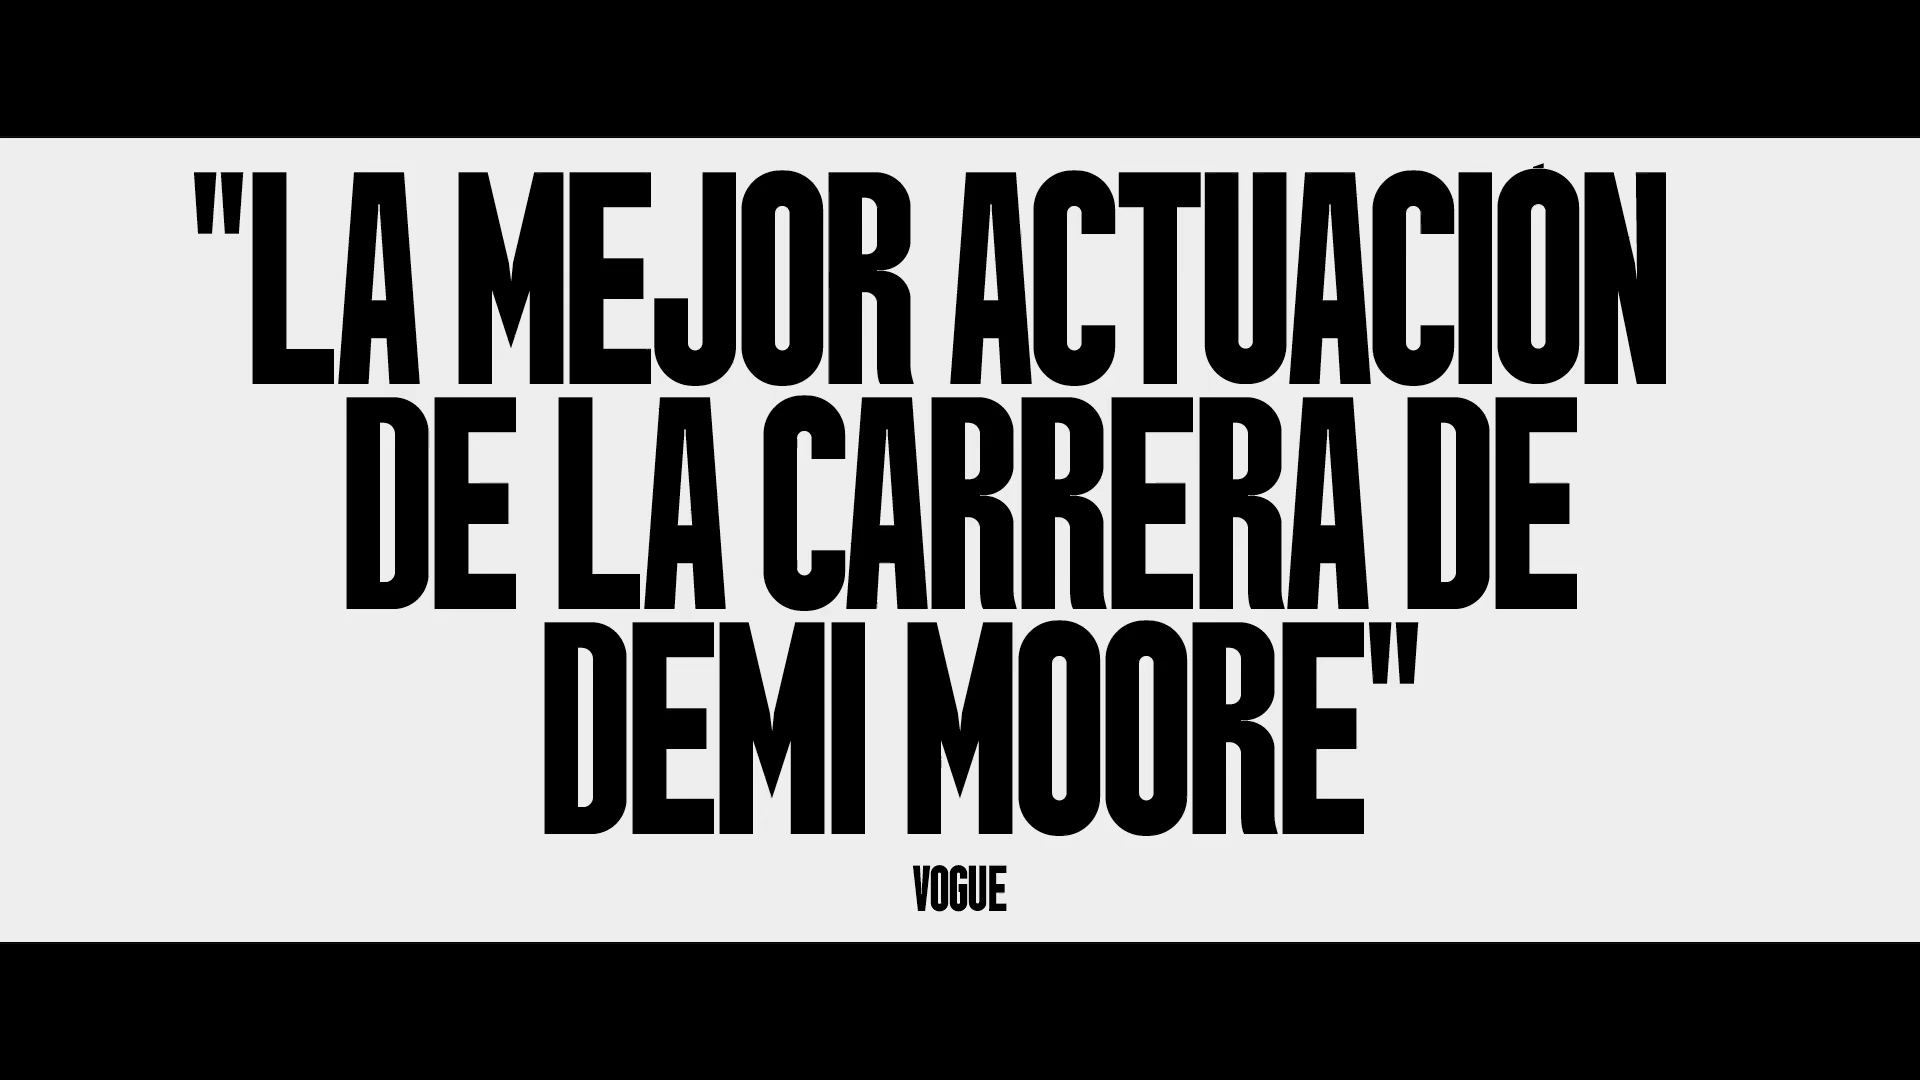 "LA MEJOR ACTUACIÓN
DE LA CARRERA DE
DEMI MOORE"
VOGUE